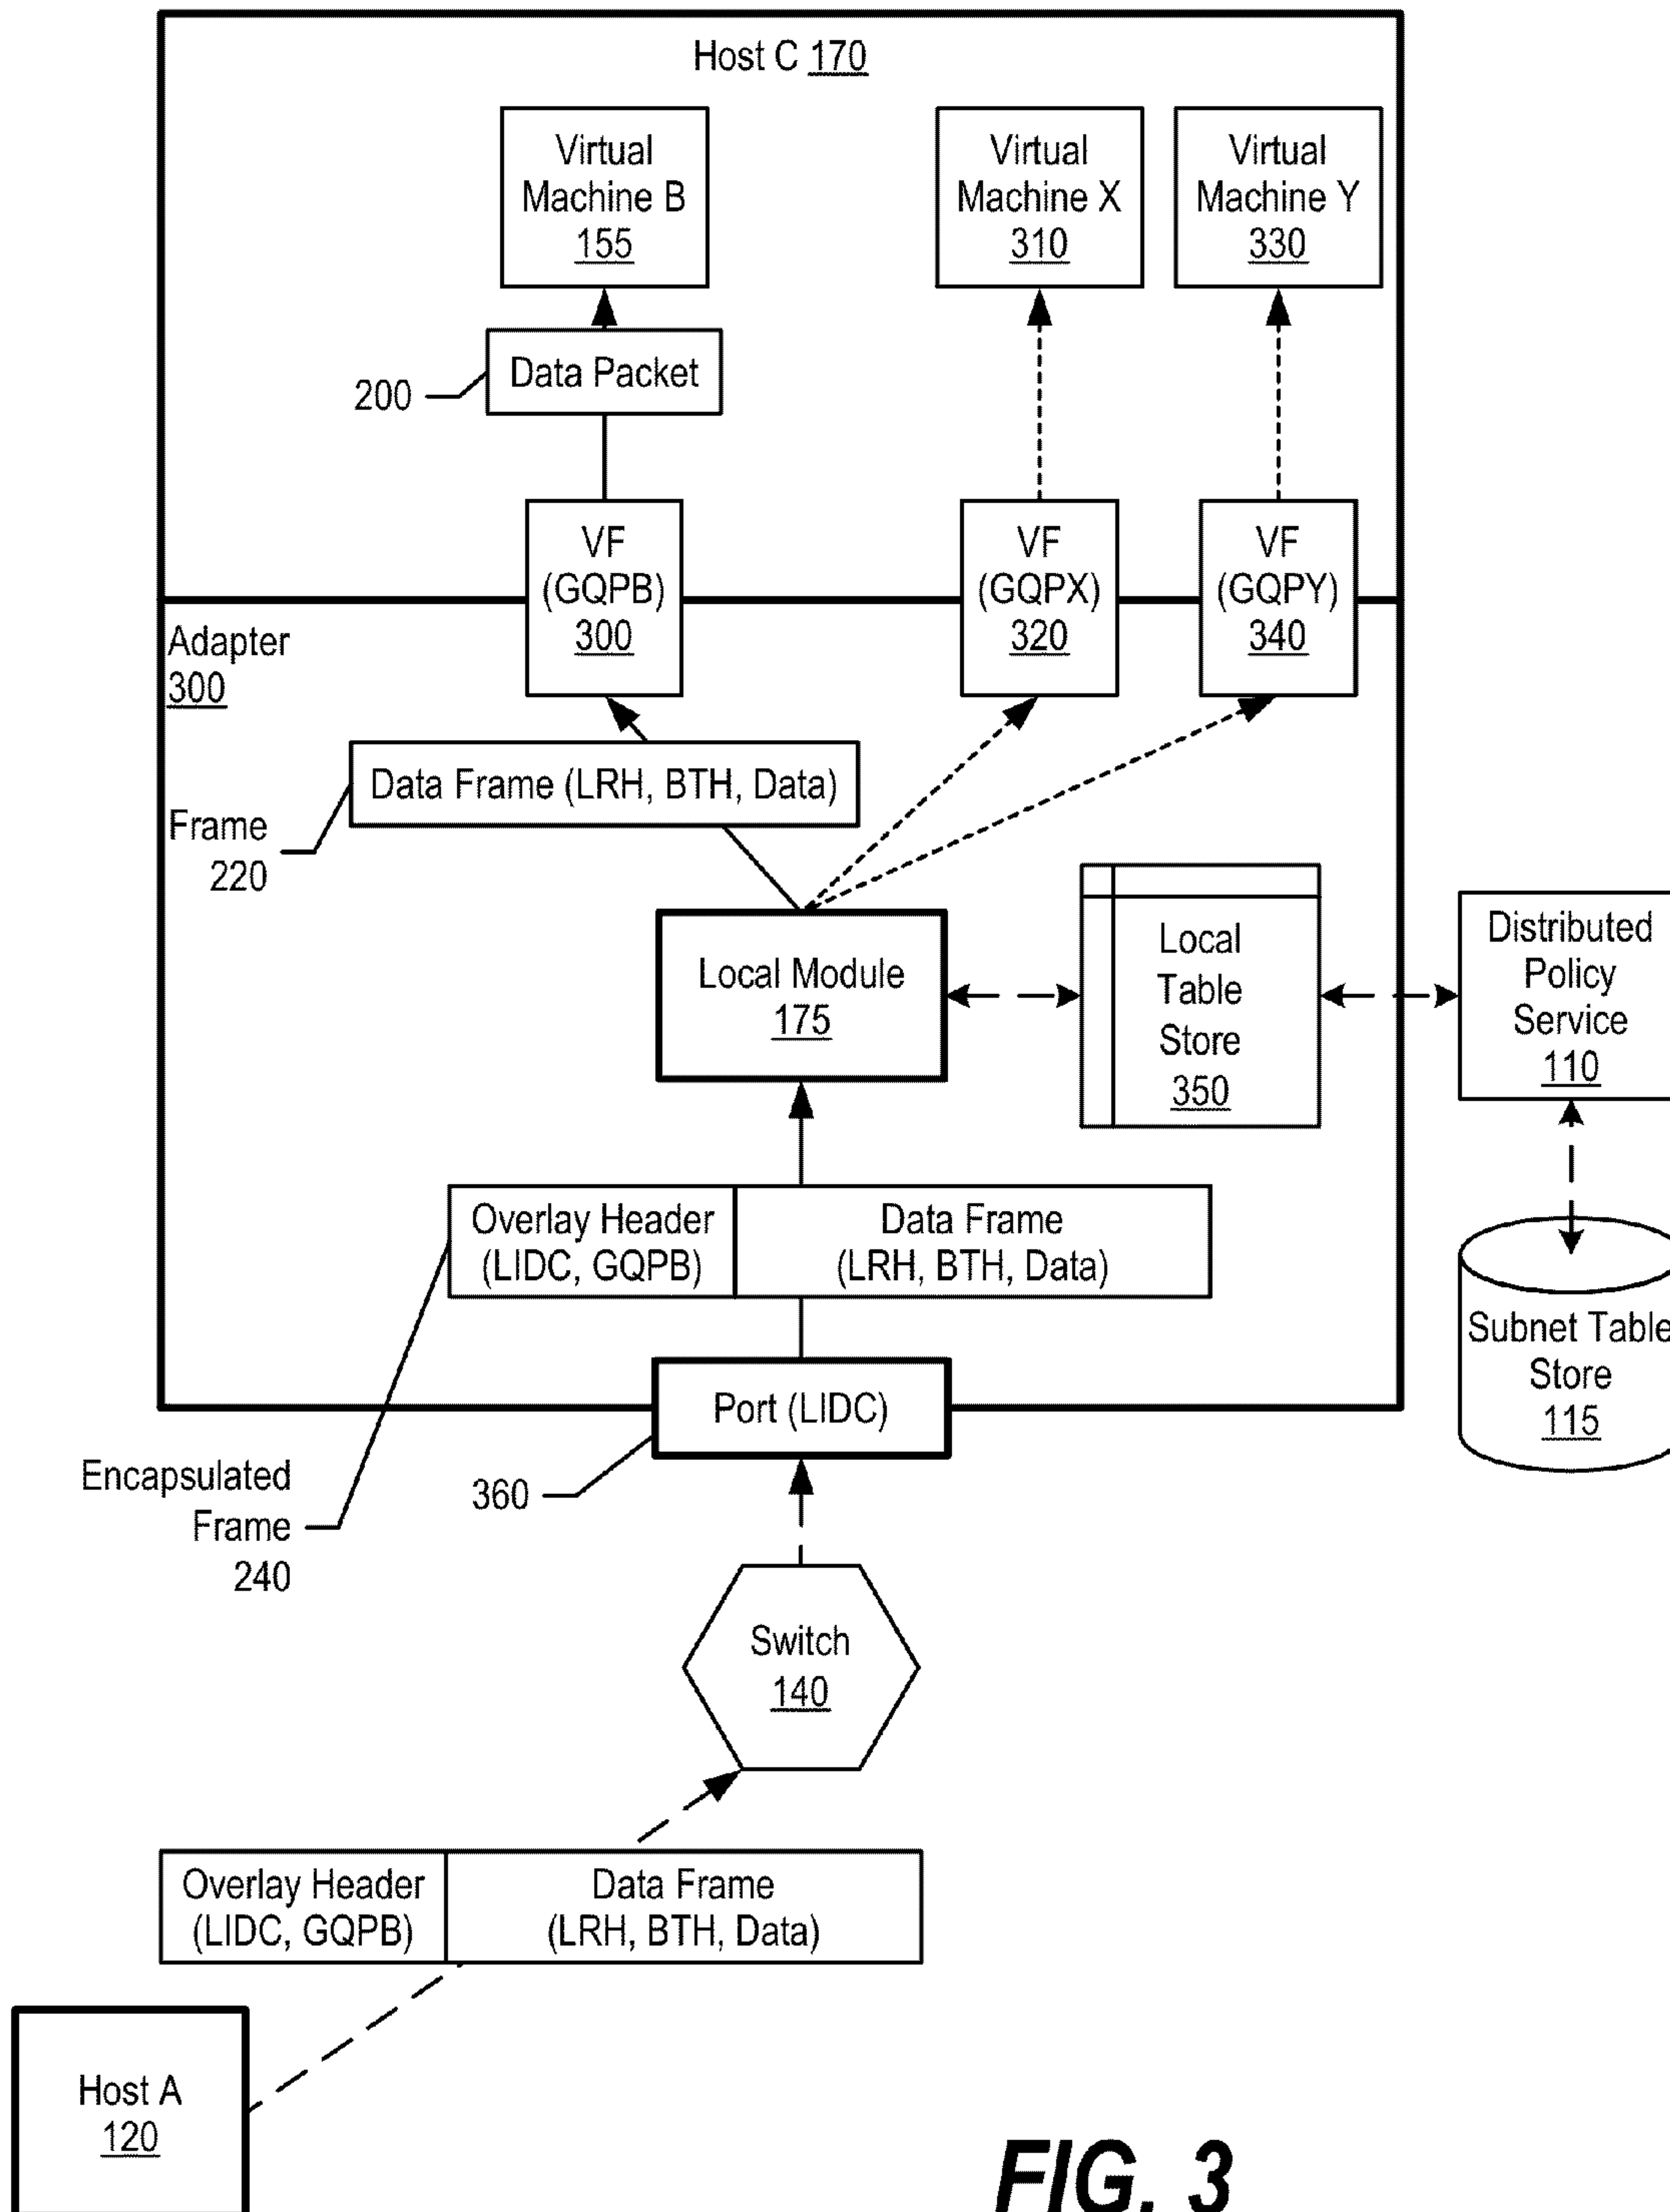 Host C 170
Virtual
Machine B
155
Virtual
Machine X
310
Virtual
Machine Y
330
200
Data Packet
VF
(GQPB)
300
VF
(GQPX)
320
VF
(GQPY)
340
Adapter
300
Data Frame (LRH, BTH, Data)
Frame
220
Local Module
175
Local
Table
Store
350
Distributed
Policy
Service
110
Overlay Header
(LIDC, GQPB)
Data Frame
(LRH, BTH, Data)
Subnet Table
Store
115
Port (LIDC)
360
Encapsulated
Frame
240
Switch
140
Overlay Header
(LIDC, GQPB)
Data Frame
(LRH, BTH, Data)
Host A
120
FIG. 3